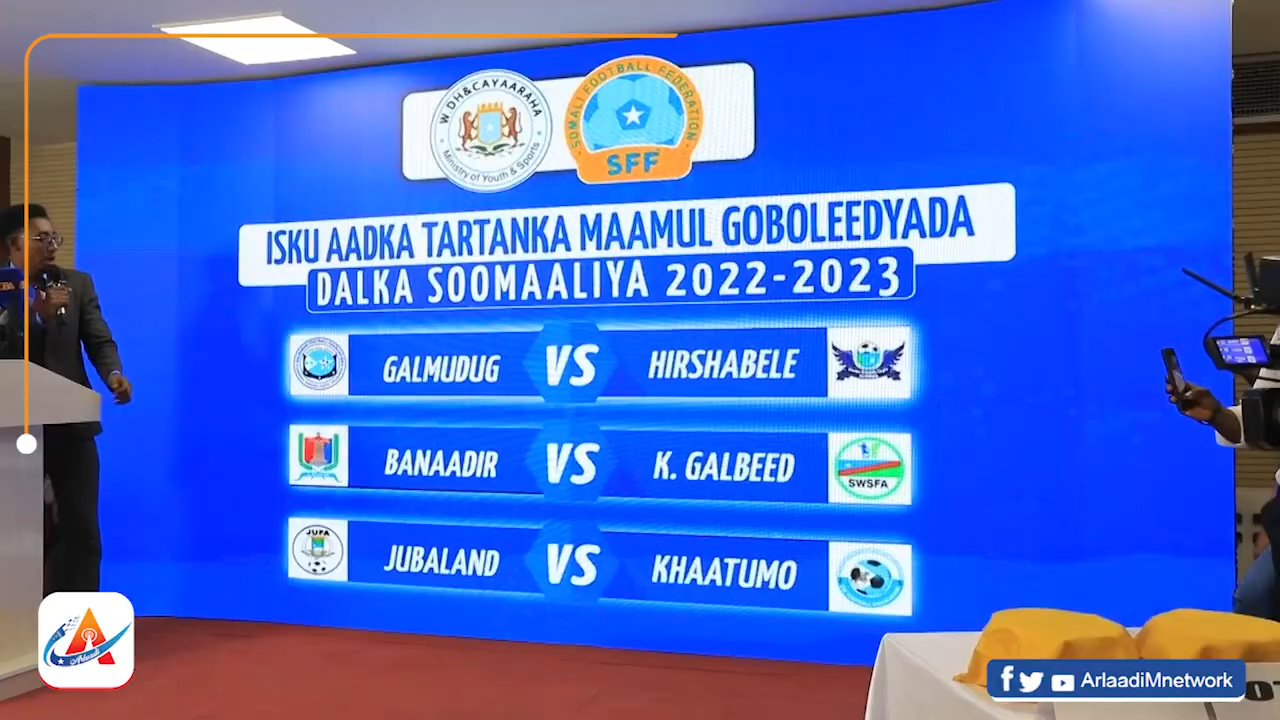 W DH&CAYAARAHA
Ministry of Youth & Sports
SOMALI FOOTBALL FEDERATION
SFF
ISKU AADKA TARTANKA MAAMUL GOBOLEEDYADA
DALKA SOOMAALIYA 2022-2023
GALMUDUG VS HIRSHABELE
BANAADIR VS K. GALBEED
SWSFA
JUFA
JUBALAND VS KHAATUMO
ArlaadiMnetwork